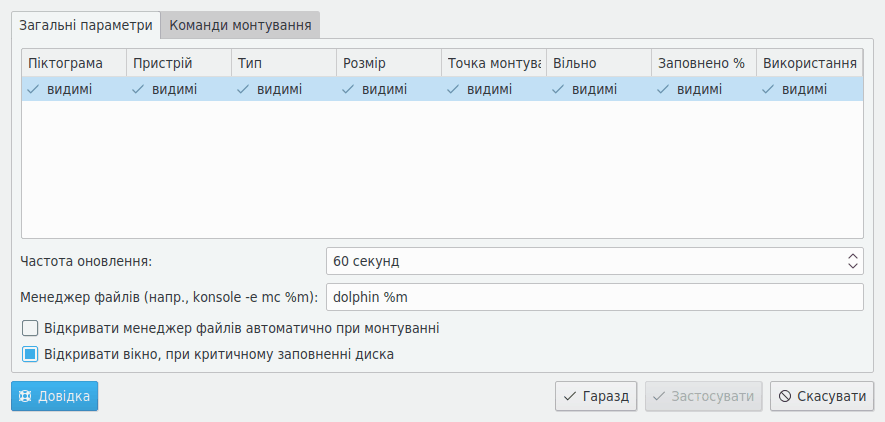 Загальні параметри Команди монтування
Піктограма Пристрій Тип Розмір Точка монтува Вільно Заповнено % Використання
видимі видимі видимі видимі видимі видимі видимі видимі
Частота оновлення: 60 секунд
Менеджер файлів (напр., konsole -e mc %m): dolphin %m
Відкривати менеджер файлів автоматично при монтуванні
Відкривати вікно, при критичному заповненні диска
Довідка Гаразд Застосувати Скасувати